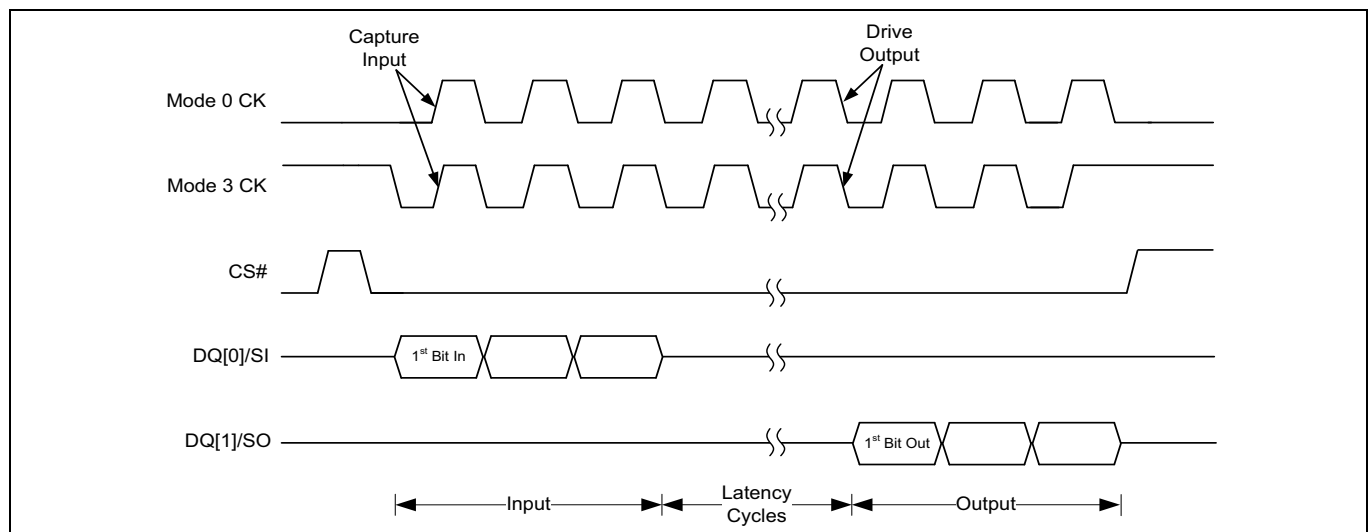 Capture
Input
Drive
Output
Mode 0 CK
Mode 3 CK
CS#
DQ[0]/SI
1st Bit In
DQ[1]/SO
1st Bit Out
Input
Latency
Cycles
Output